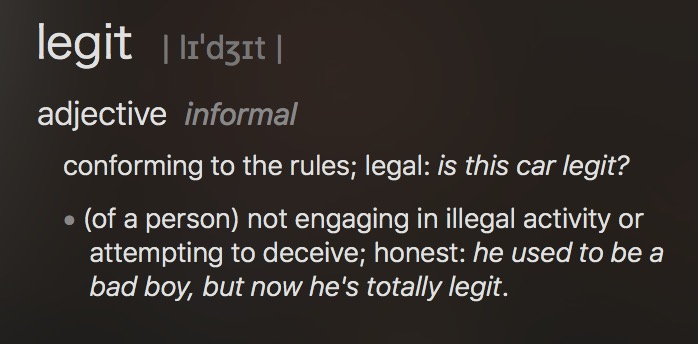 legit | lɪˈdʒɪt |
adjective informal
conforming to the rules; legal: is this car legit?
• (of a person) not engaging in illegal activity or
attempting to deceive; honest: he used to be a
bad boy, but now he's totally legit.